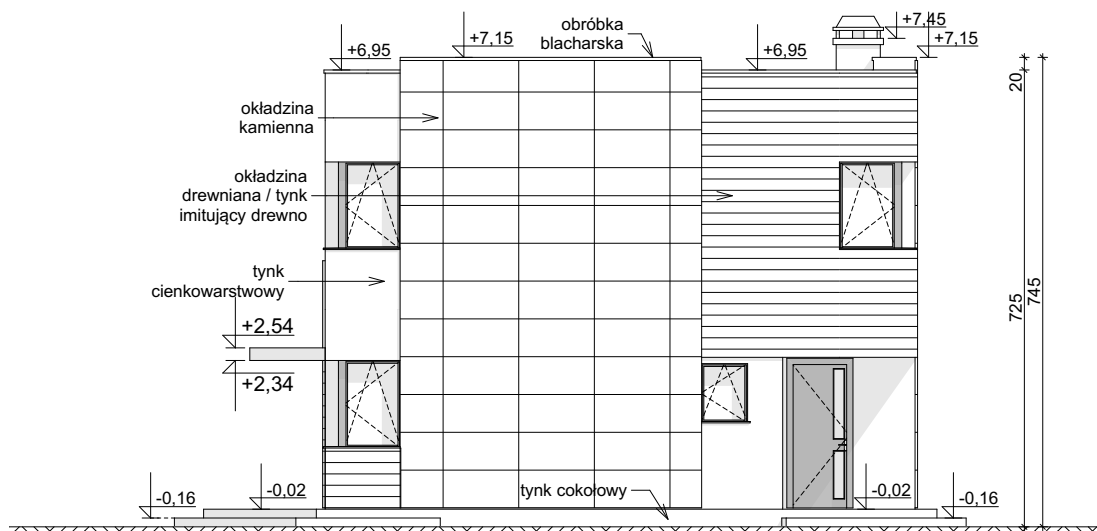 +7,45
obróbka
blacharska
+6,95
+7,15
+6,95
+7,15
20
okładzina
kamienna
okładzina
drewniana / tynk
imitujący drewno
tynk
cienkowarstwowy
725
745
+2,54
+2,34
tynk cokołowy
-0,16
-0,02
-0,02
-0,16